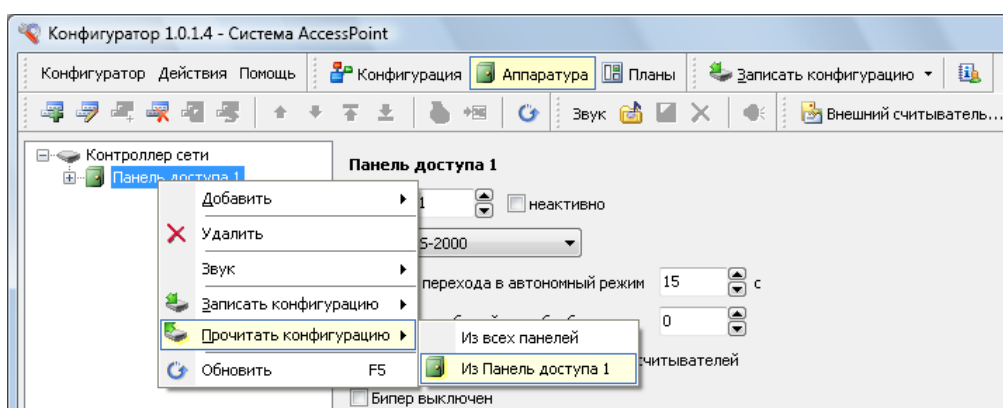 Конфигуратор 1.0.1.4 - Система AccessPoint
Конфигуратор Действия Помощь Конфигурация Аппаратура Планы Записать конфигурацию
Звук Внешний считыватель...
Контроллер сети
Панель доступа 1
Панель доступа 1
1 неактивно
Добавить
Удалить
5-2000
Звук
перехода в автономный режим 15 с
Записать конфигурацию
0
Прочитать конфигурацию
Из всех панелей
Обновить F5
Из Панель доступа 1
считывателей
Бипер выключен